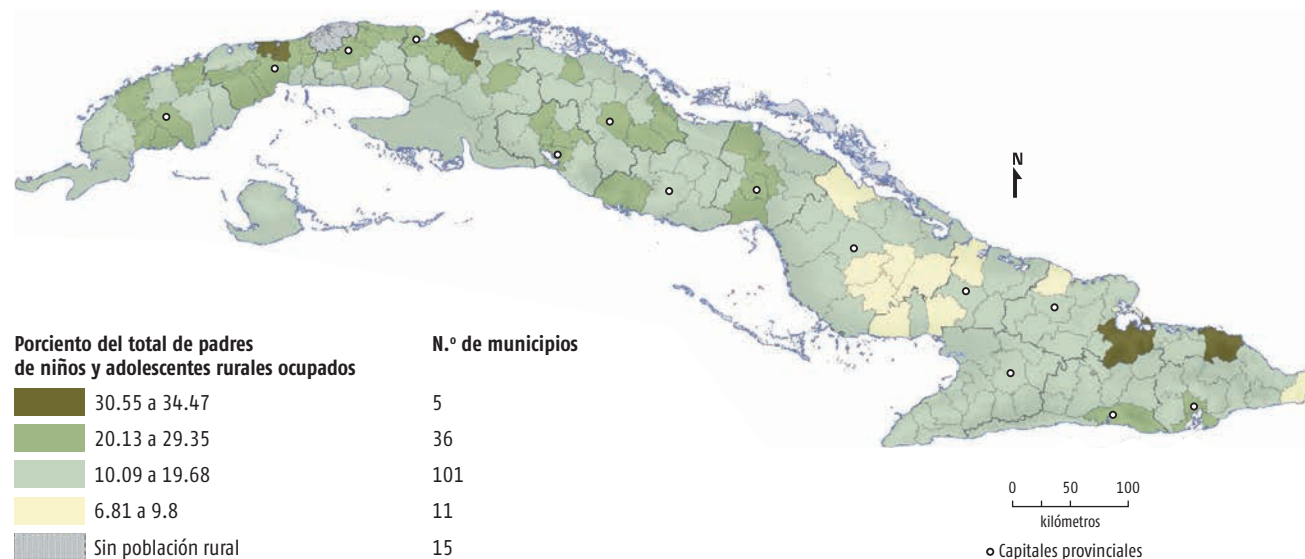 N
Porciento del total de padres
de niños y adolescentes rurales ocupados
N.º de municipios
30.55 a 34.47 5
20.13 a 29.35 36
10.09 a 19.68 101
6.81 a 9.8 11
Sin población rural 15
0 50 100
kilómetros
Capitales provinciales